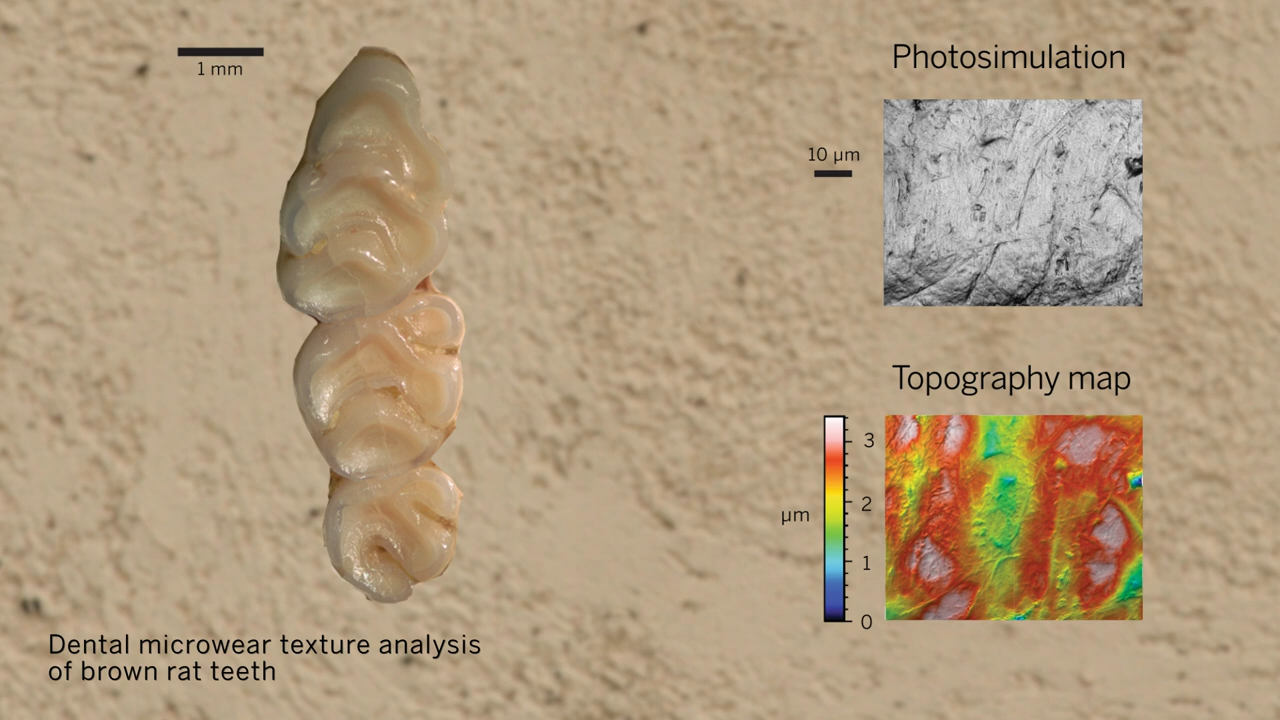 1 mm
Photosimulation
10 µm
Topography map
3
2
µm
1
0
Dental microwear texture analysis
of brown rat teeth